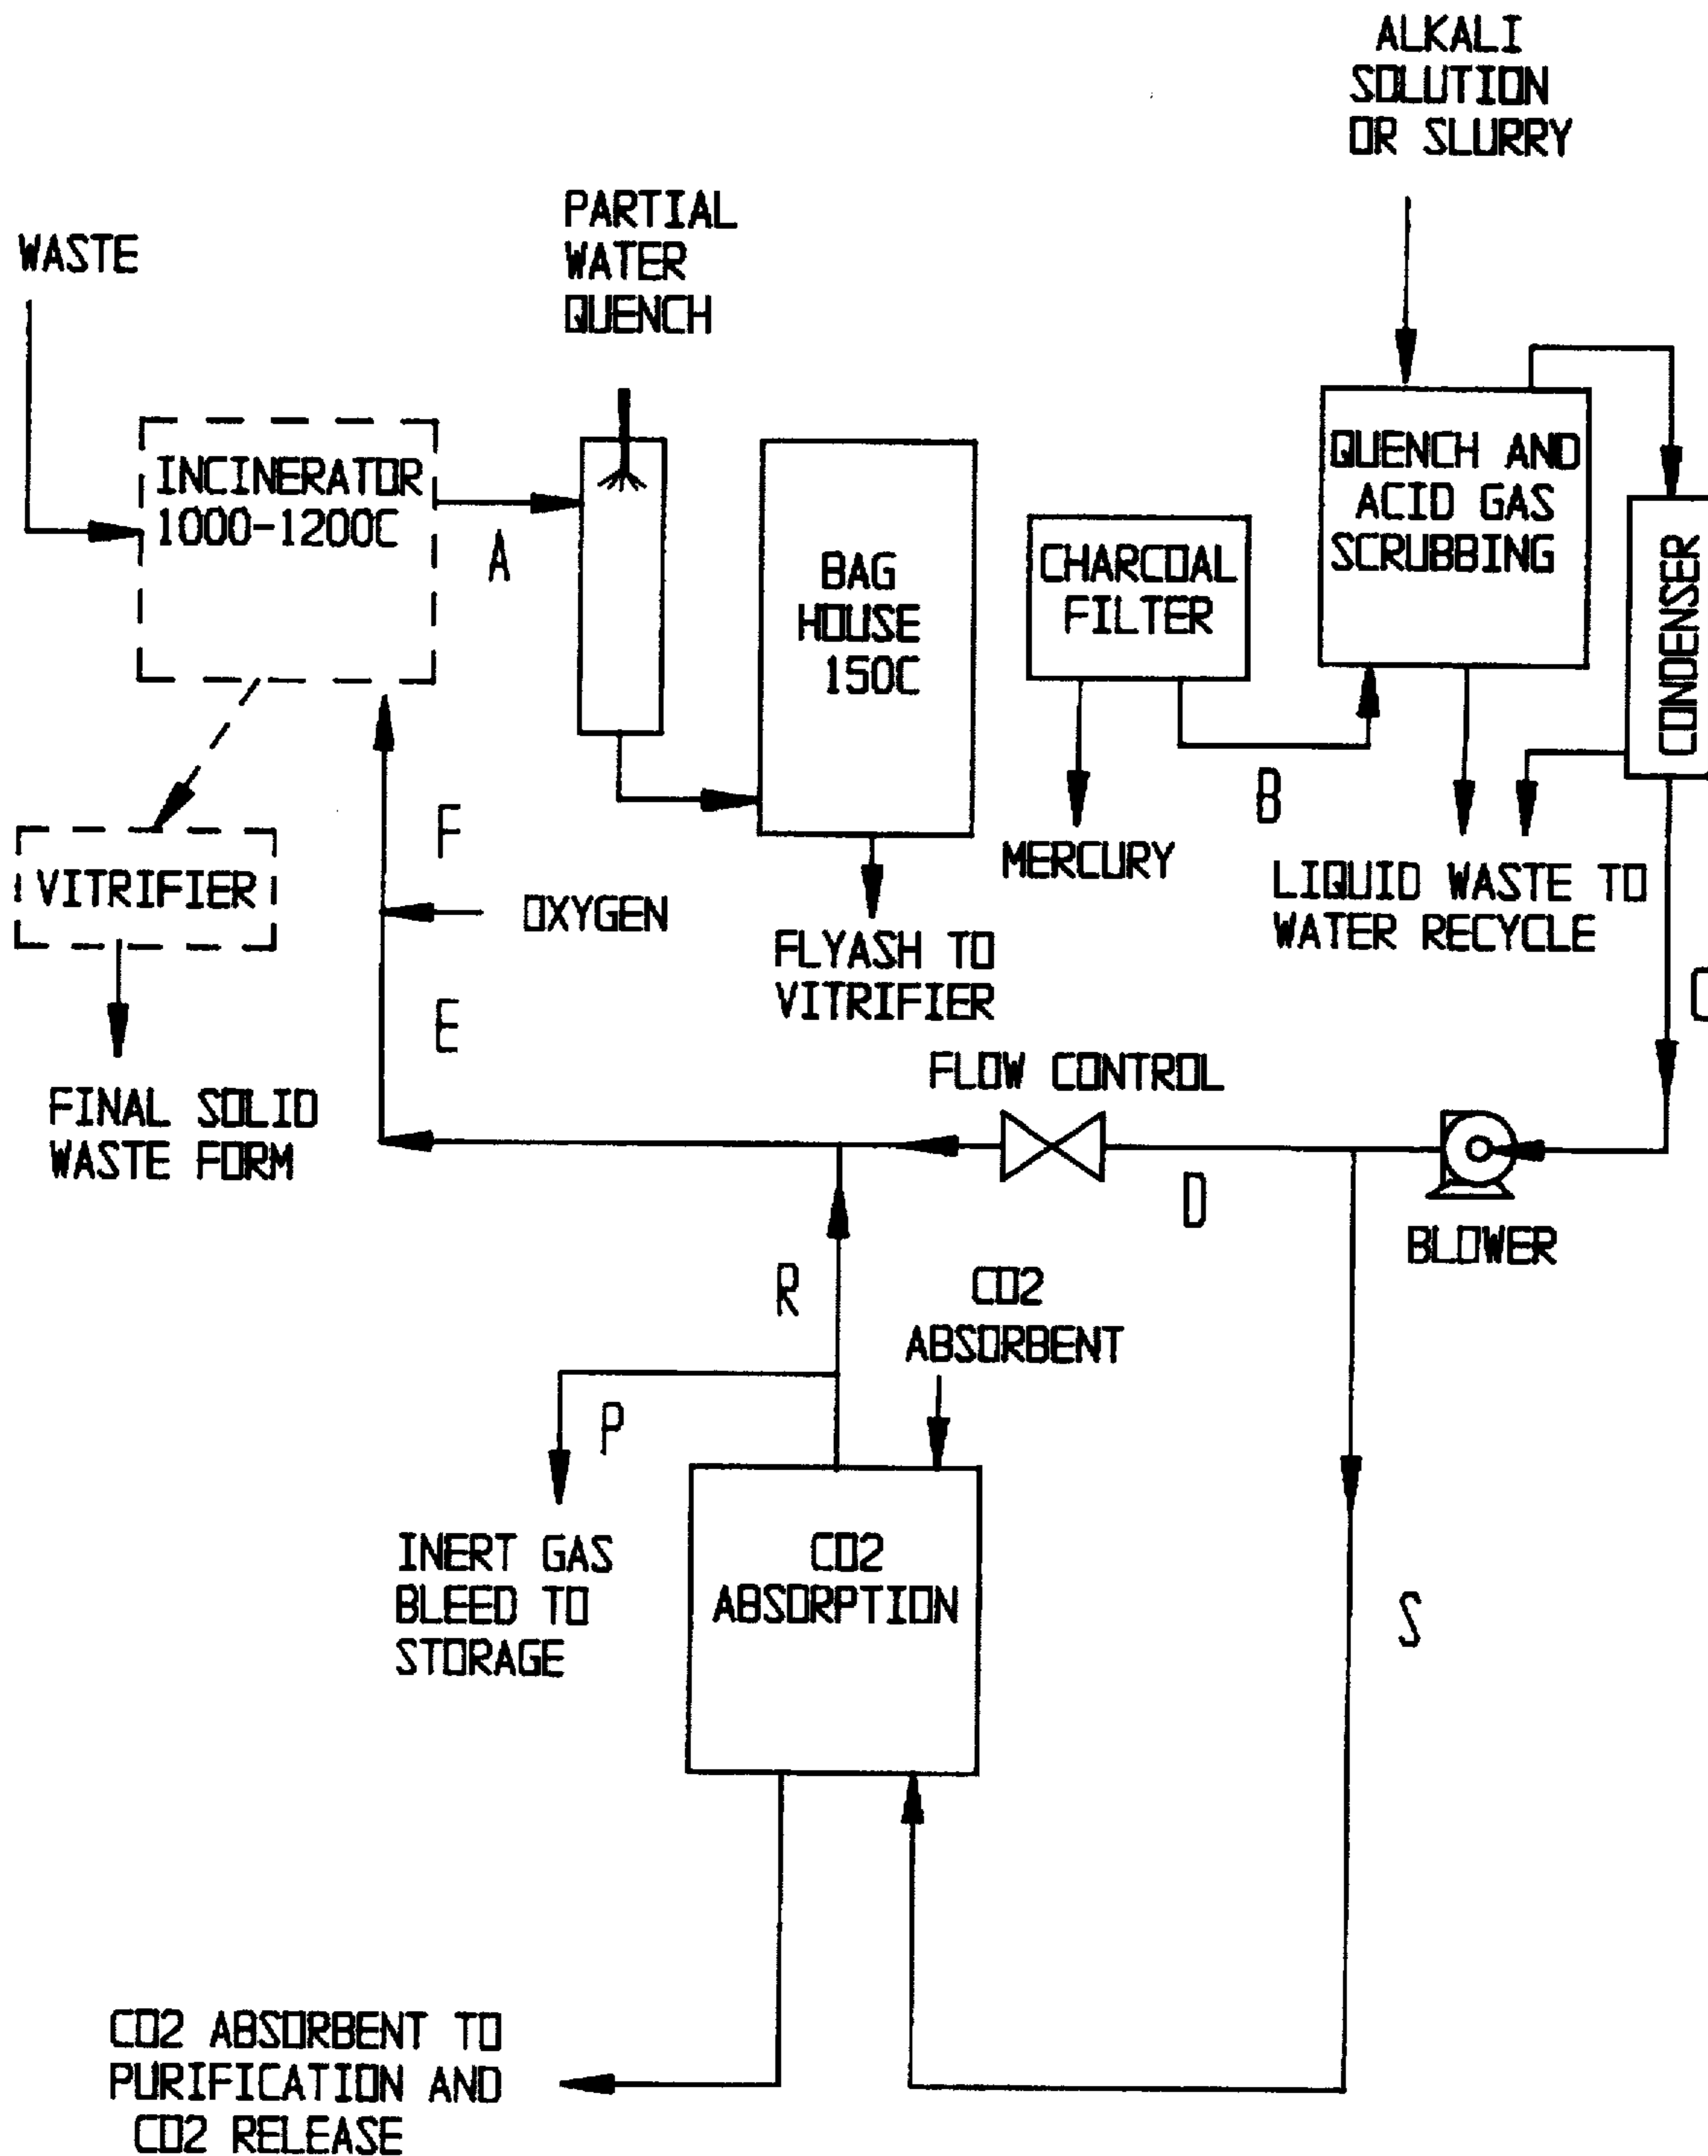 ALKALI
SOLUTION
OR SLURRY
PARTIAL
WATER
QUENCH
WASTE
INCINERATOR
1000-1200C
A
BAG
HOUSE
150C
CHARCOAL
FILTER
QUENCH AND
ACID GAS
SCRUBBING
CONDENSER
B
MERCURY
LIQUID WASTE TO
WATER RECYCLE
F
VITRIFIER
OXYGEN
FLYASH TO
VITRIFIER
E
FINAL SOLID
WASTE FORM
FLOW CONTROL
D
BLOWER
R
CO2
ABSORBENT
P
INERT GAS
BLEED TO
STORAGE
CO2
ABSORPTION
S
CO2 ABSORBENT TO
PURIFICATION AND
CO2 RELEASE